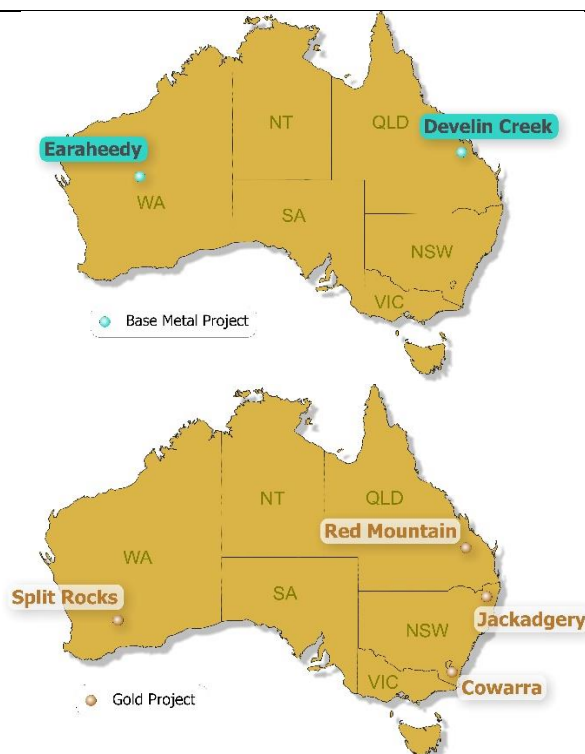 NT
QLD
Develin Creek
Earaheedy
WA
SA
NSW
VIC
Base Metal Project
NT
QLD
Red Mountain
WA
Split Rocks
SA
Jackadgery
NSW
VIC
Cowarra
Gold Project